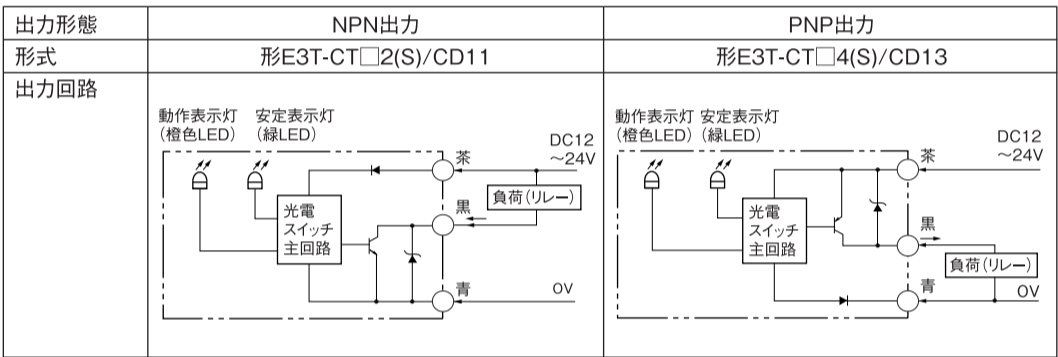 出力形態
NPN出力
PNP出力
形式
形E3T-CT□2(S)/CD11
形E3T-CT□4(S)/CD13
出力回路
動作表示灯
(橙色LED)
安定表示灯
(緑LED)
DC12
~24V
茶
負荷(リレー)
黒
光電
スイッチ
主回路
青
0V
動作表示灯
(橙色LED)
安定表示灯
(緑LED)
DC12
~24V
茶
光電
スイッチ
主回路
黒
負荷(リレー)
青
0V